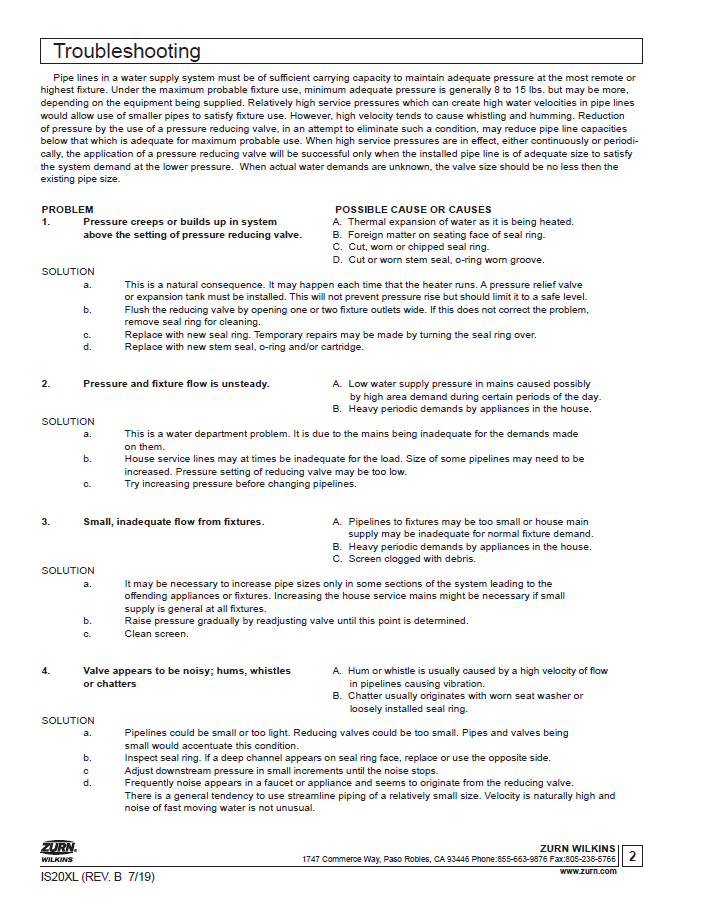 Troubleshooting
Pipe lines in a water supply system must be of sufficient carrying capacity to maintain adequate pressure at the most remote or
highest fixture. Under the maximum probable fixture use, minimum adequate pressure is generally 8 to 15 lbs. but may be more,
depending on the equipment being supplied. Relatively high service pressures which can create high water velocities in pipe lines
would allow use of smaller pipes to satisfy fixture use. However, high velocity tends to cause whistling and humming. Reduction
of pressure by the use of a pressure reducing valve, in an attempt to eliminate such a condition, may reduce pipe line capacities
below that which is adequate for maximum probable use. When high service pressures are in effect, either continuously or periodi-
cally, the application of a pressure reducing valve will be successful only when the installed pipe line is of adequate size to satisfy
the system demand at the lower pressure. When actual water demands are unknown, the valve size should be no less then the
existing pipe size.
PROBLEM POSSIBLE CAUSE OR CAUSES
1. Pressure creeps or builds up in system A. Thermal expansion of water as it is being heated.
above the setting of pressure reducing valve. B. Foreign matter on seating face of seal ring.
C. Cut, worn or chipped seal ring.
D. Cut or worn stem seal, o-ring worn groove.
SOLUTION
a. This is a natural consequence. It may happen each time that the heater runs. A pressure relief valve
or expansion tank must be installed. This will not prevent pressure rise but should limit it to a safe level.
b. Flush the reducing valve by opening one or two fixture outlets wide. If this does not correct the problem,
remove seal ring for cleaning.
c. Replace with new seal ring. Temporary repairs may be made by turning the seal ring over.
d. Replace with new stem seal, o-ring and/or cartridge.
2. Pressure and fixture flow is unsteady. A. Low water supply pressure in mains caused possibly
by high area demand during certain periods of the day.
B. Heavy periodic demands by appliances in the house.
SOLUTION
a. This is a water department problem. It is due to the mains being inadequate for the demands made
on them.
b. House service lines may at times be inadequate for the load. Size of some pipelines may need to be
increased. Pressure setting of reducing valve may be too low.
c. Try increasing pressure before changing pipelines.
3. Small, inadequate flow from fixtures. A. Pipelines to fixtures may be too small or house main
supply may be inadequate for normal fixture demand.
B. Heavy periodic demands by appliances in the house.
C. Screen clogged with debris.
SOLUTION
a. It may be necessary to increase pipe sizes only in some sections of the system leading to the
offending appliances or fixtures. Increasing the house service mains might be necessary if small
supply is general at all fixtures.
b. Raise pressure gradually by readjusting valve until this point is determined.
c. Clean screen.
4. Valve appears to be noisy; hums, whistles A. Hum or whistle is usually caused by a high velocity of flow
or chatters in pipelines causing vibration.
B. Chatter usually originates with worn seat washer or
loosely installed seal ring.
SOLUTION
a. Pipelines could be small or too light. Reducing valves could be too small. Pipes and valves being
small would accentuate this condition.
b. Inspect seal ring. If a deep channel appears on seal ring face, replace or use the opposite side.
c Adjust downstream pressure in small increments until the noise stops.
d. Frequently noise appears in a faucet or appliance and seems to originate from the reducing valve.
There is a general tendency to use streamline piping of a relatively small size. Velocity is naturally high and
noise of fast moving water is not unusual.
ZURN
WILKINS
ZURN WILKINS
1747 Commerce Way, Paso Robles, CA 93446 Phone:855-663-9876 Fax:805-238-5766
2
www.zurn.com
IS20XL (REV. B 7/19)